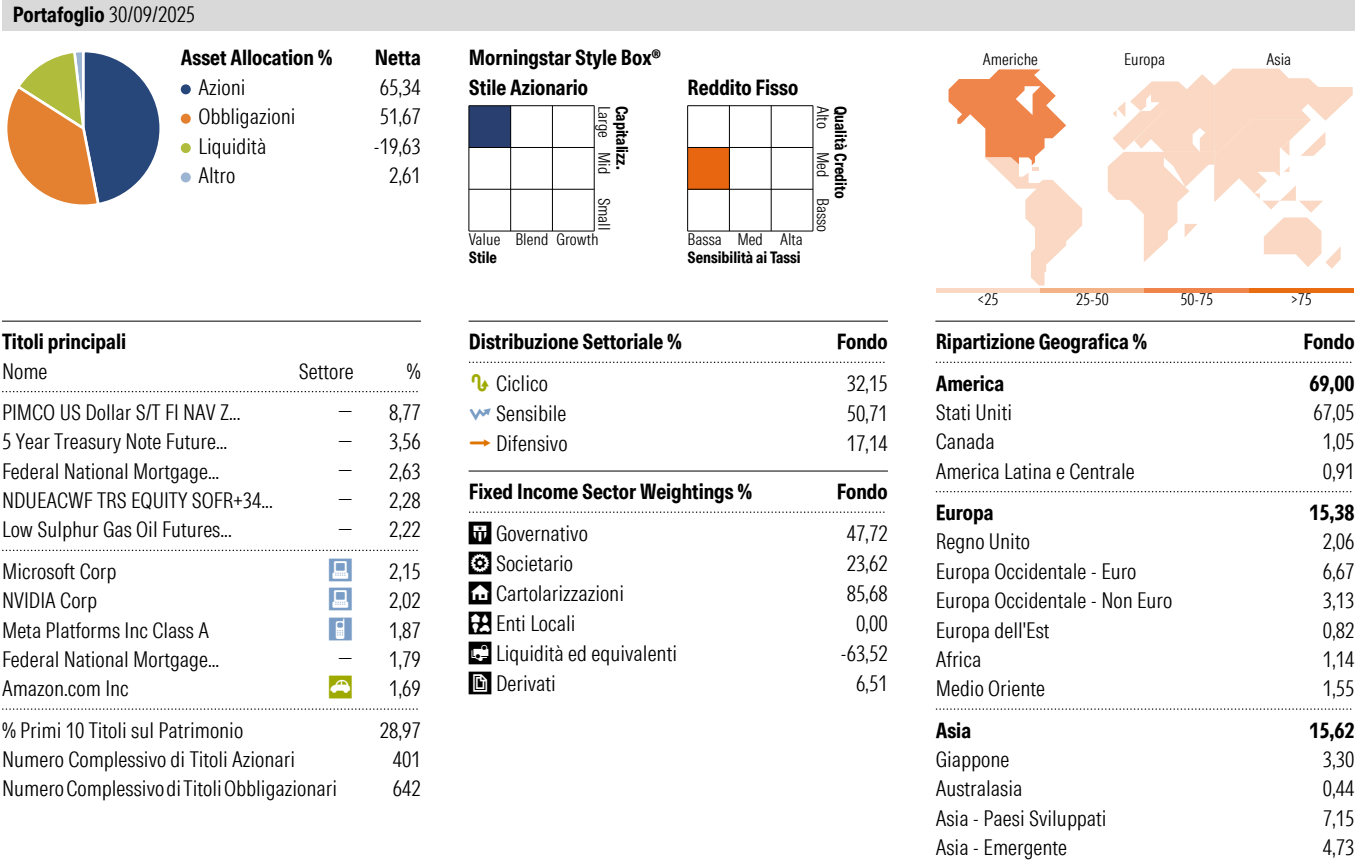 Portafoglio 30/09/2025
Asset Allocation % Netta
Azioni 65,34
Obbligazioni 51,67
Liquidità -19,63
Altro 2,61
Morningstar Style Box®
Stile Azionario
Large Mid Small
Capitalizz.
Value Blend Growth
Stile
Reddito Fisso
Alto Med Basso
Qualità Credito
Bassa Med Alta
Sensibilità ai Tassi
Americhe Europa Asia
<25 25-50 50-75 >75
Titoli principali
Nome Settore %
PIMCO US Dollar S/T FI NAV Z... — 8,77
5 Year Treasury Note Future... — 3,56
Federal National Mortgage... — 2,63
NDUEACWF TRS EQUITY SOFR+34... — 2,28
Low Sulphur Gas Oil Futures... — 2,22
Microsoft Corp 2,15
NVIDIA Corp 2,02
Meta Platforms Inc Class A 1,87
Federal National Mortgage... — 1,79
Amazon.com Inc 1,69
% Primi 10 Titoli sul Patrimonio 28,97
Numero Complessivo di Titoli Azionari 401
Numero Complessivo di Titoli Obbligazionari 642
Distribuzione Settoriale % Fondo
Ciclico 32,15
Sensibile 50,71
Difensivo 17,14
Fixed Income Sector Weightings % Fondo
Governativo 47,72
Societario 23,62
Cartolarizzazioni 85,68
Enti Locali 0,00
Liquidità ed equivalenti -63,52
Derivati 6,51
Ripartizione Geografica % Fondo
America 69,00
Stati Uniti 67,05
Canada 1,05
America Latina e Centrale 0,91
Europa 15,38
Regno Unito 2,06
Europa Occidentale - Euro 6,67
Europa Occidentale - Non Euro 3,13
Europa dell'Est 0,82
Africa 1,14
Medio Oriente 1,55
Asia 15,62
Giappone 3,30
Australasia 0,44
Asia - Paesi Sviluppati 7,15
Asia - Emergente 4,73